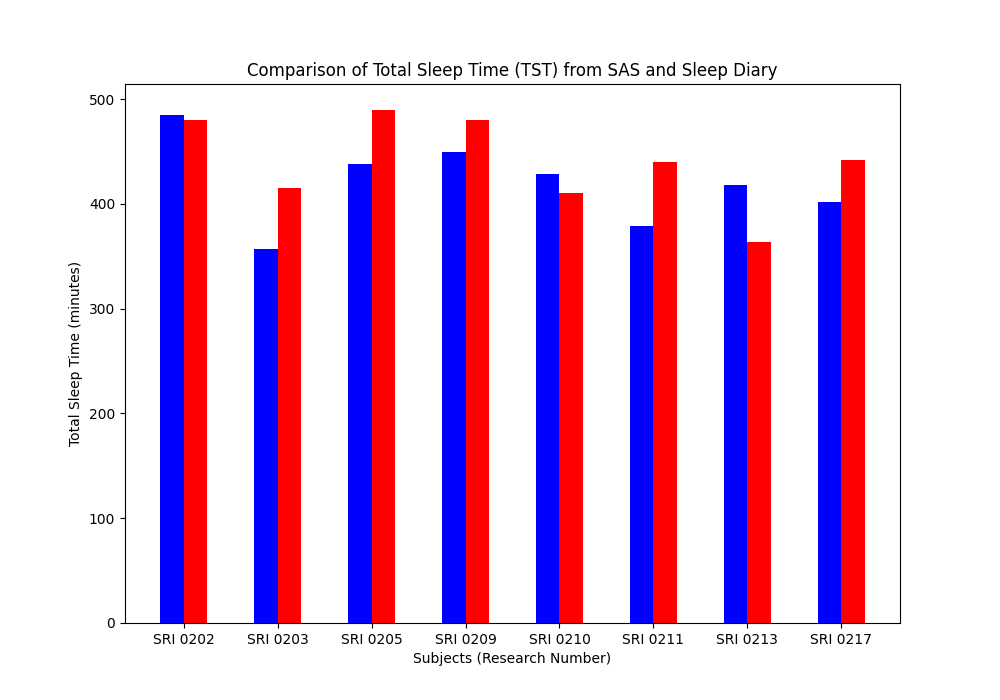 Comparison of Total Sleep Time (TST) from SAS and Sleep Diary
Total Sleep Time (minutes)
500
400
300
200
100
0
SRI 0202 SRI 0203 SRI 0205 SRI 0209 SRI 0210 SRI 0211 SRI 0213 SRI 0217
Subjects (Research Number)